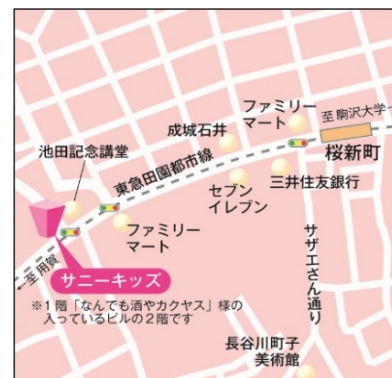 ファミリー
マート
至駒沢大学→
成城石井
桜新町
池田記念講堂
東急田園都市線
セブン
イレブン
三井住友銀行
ファミリー
マート
サザエさん通り
←至用賀
サニーキッズ
※1階「なんでも酒やカクヤス」様の
入っているビルの2階です
長谷川町子
美術館